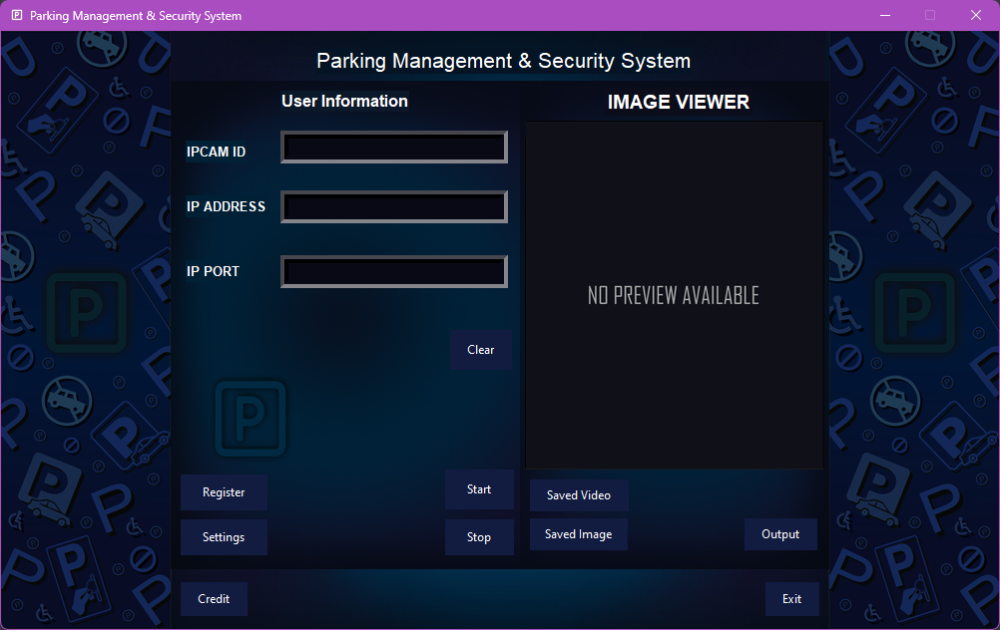 Parking Management & Security System
Parking Management & Security System
User Information
IMAGE VIEWER
IPCAM ID
IP ADDRESS
IP PORT
NO PREVIEW AVAILABLE
Clear
P
Register
Start
Saved Video
Settings
Stop
Saved Image
Output
Credit
Exit